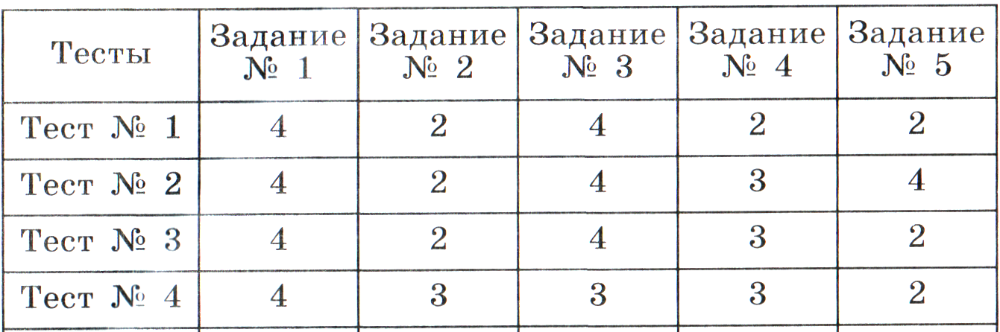 Тесты Задание № 1 Задание № 2 Задание № 3 Задание № 4 Задание № 5
Тест № 1 4 2 4 2 2
Тест № 2 4 2 4 3 4
Тест № 3 4 2 4 3 2
Тест № 4 4 3 3 3 2